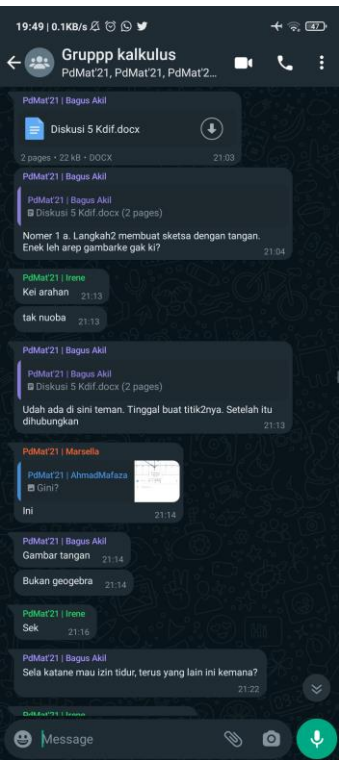 19:49 | 0.1KB/s
47
Gruppp kalkulus
PdMat'21, PdMat'21, PdMat'2...
PdMat'21 | Bagus Akil
Diskusi 5 Kdif.docx
2 pages • 22 kB • DOCX 21:03
PdMat'21 | Bagus Akil
PdMat'21 | Bagus Akil
Diskusi 5 Kdif.docx (2 pages)
Nomer 1 a. Langkah2 membuat sketsa dengan tangan.
Enek leh arep gambarke gak ki?
21:04
PdMat'21 | Irene
Kei arahan 21:13
tak nuoba 21:13
PdMat'21 | Bagus Akil
PdMat'21 | Bagus Akil
Diskusi 5 Kdif.docx (2 pages)
Udah ada di sini teman. Tinggal buat titik2nya. Setelah itu
dihubungkan 21:13
PdMat'21 | Marsella
PdMat'21 | AhmadMafaza
Gini?
Ini 21:14
PdMat'21 | Bagus Akil
Gambar tangan 21:14
Bukan geogebra 21:14
PdMat'21 | Irene
Sek 21:16
PdMat'21 | Bagus Akil
Sela katane mau izin tidur, terus yang lain ini kemana?
21:22
PdMat'21 | Irene
Message